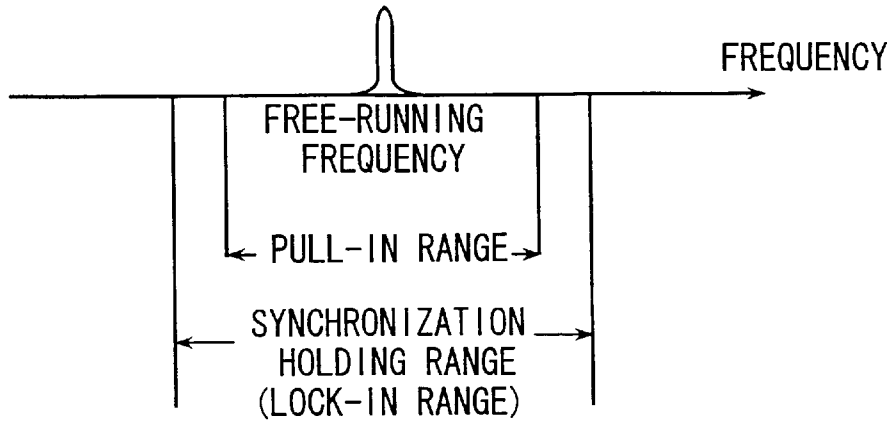 FREQUENCY
FREE-RUNNING
FREQUENCY
PULL-IN RANGE
SYNCHRONIZATION
HOLDING RANGE
(LOCK-IN RANGE)